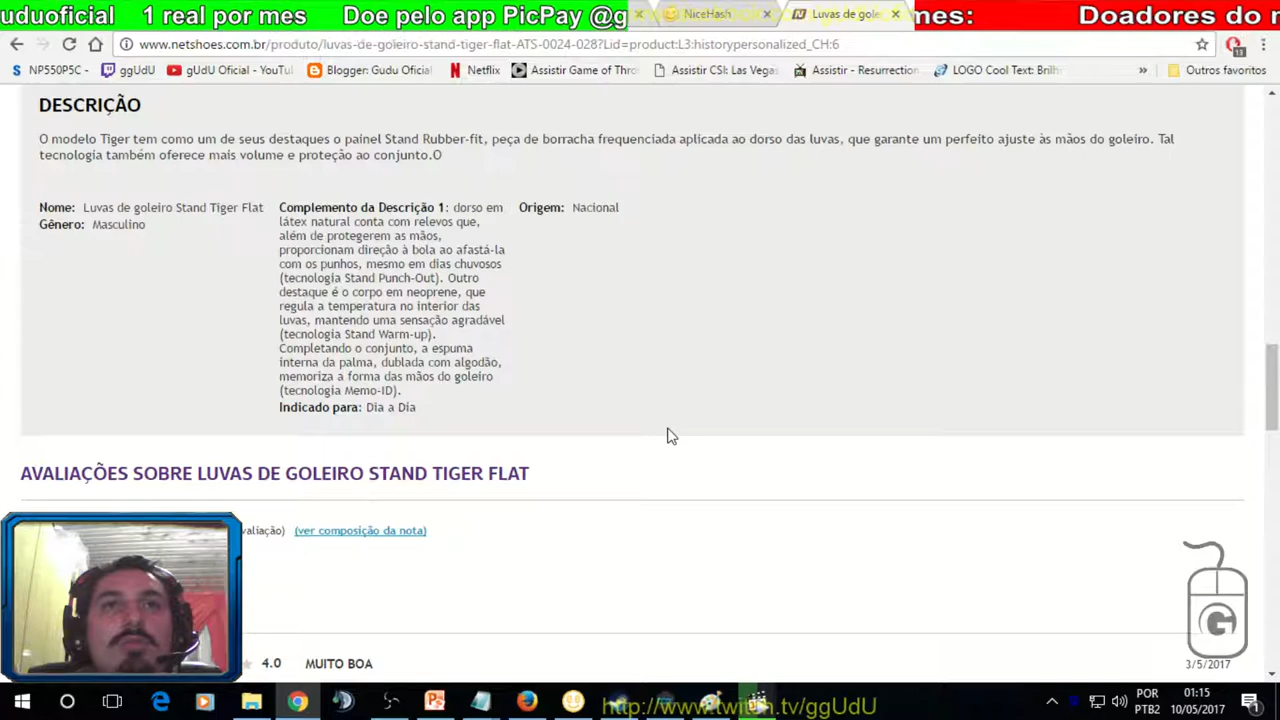 uduoficial 1 real por mes Doe pelo app PicPay @g NiceHash Luvas de gole mes: Doadores do
www.netshoes.com.br/produto/luvas-de-goleiro-stand-tiger-flat-ATS-0024-028?Lid=product:L3:historypersonalized_CH:6 13
NP550P5C - ggUdU gUdU Oficial - YouTube Blogger: Gudu Oficial Netflix Assistir Game of Thro Assistir CSI: Las Vegas Assistir - Resurrection LOGO Cool Text: Brilh » Outros favoritos
DESCRIÇÃO
O modelo Tiger tem como um de seus destaques o painel Stand Rubber-fit, peça de borracha frequenciada aplicada ao dorso das luvas, que garante um perfeito ajuste às mãos do goleiro. Tal
tecnologia também oferece mais volume e proteção ao conjunto.O
Nome: Luvas de goleiro Stand Tiger Flat
Gênero: Masculino
Complemento da Descrição 1: dorso em
látex natural conta com relevos que,
além de protegerem as mãos,
proporcionam direção à bola ao afastá-la
com os punhos, mesmo em dias chuvosos
(tecnologia Stand Punch-Out). Outro
destaque é o corpo em neoprene, que
regula a temperatura no interior das
luvas, mantendo uma sensação agradável
(tecnologia Stand Warm-up).
Completando o conjunto, a espuma
interna da palma, dublada com algodão,
memoriza a forma das mãos do goleiro
(tecnologia Memo-ID).
Indicado para: Dia a Dia
Origem: Nacional
AVALIAÇÕES SOBRE LUVAS DE GOLEIRO STAND TIGER FLAT
valiação) (ver composição da nota)
4.0 MUITO BOA
3/5/2017
http://www.twitch.tv/ggUdU
POR
PTB2
01:15
10/05/2017